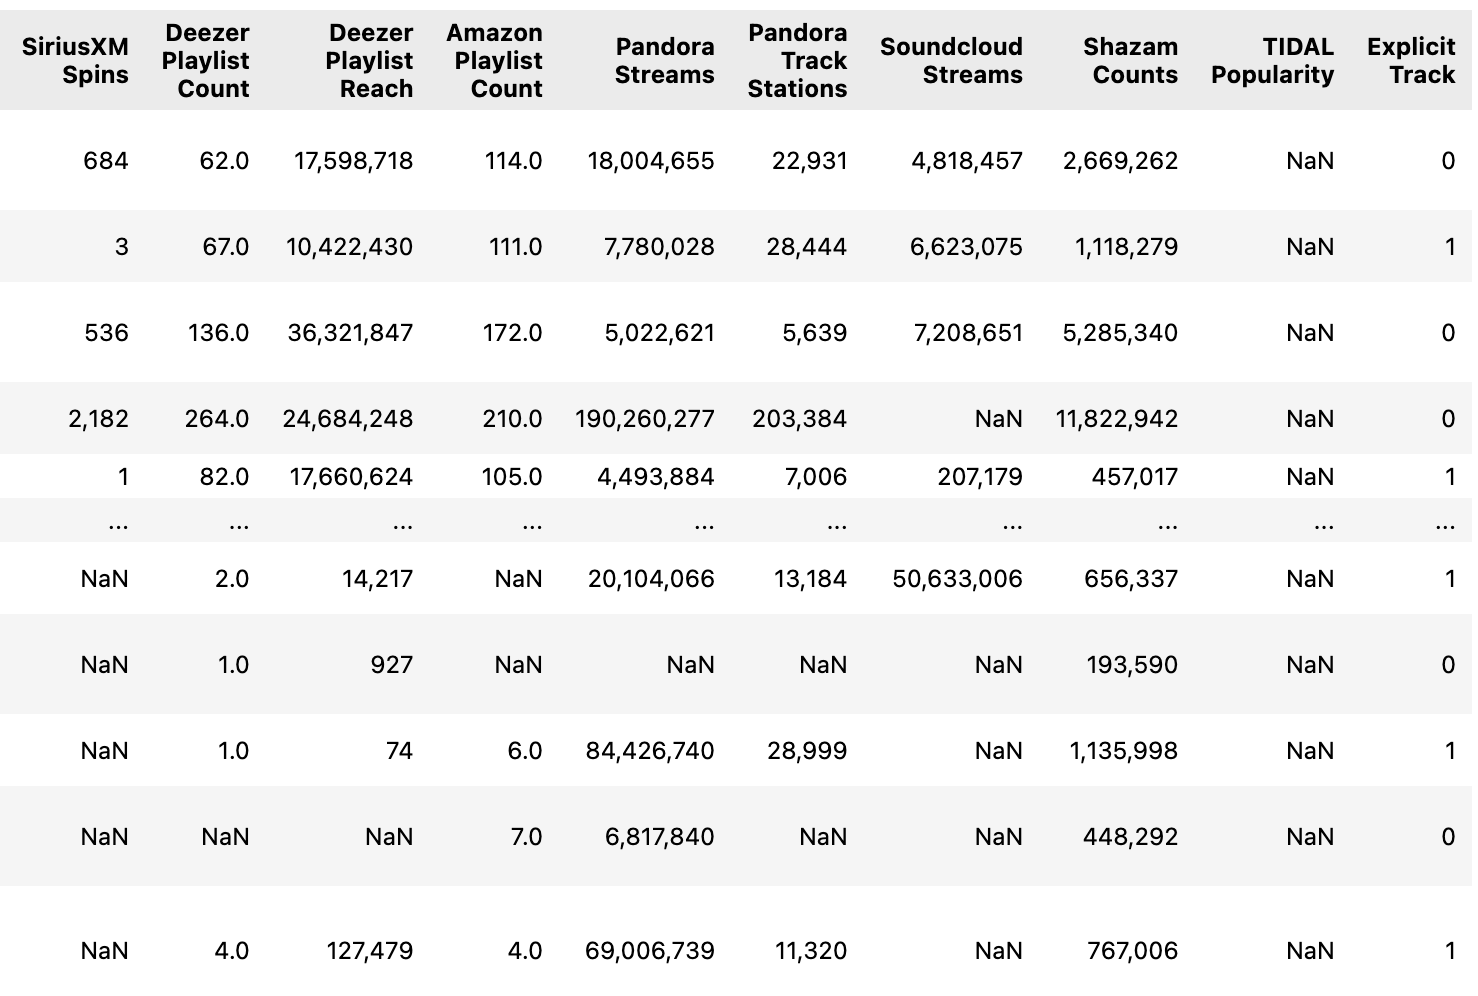 SiriusXM Spins Deezer Playlist Count Deezer Playlist Reach Amazon Playlist Count Pandora Streams Pandora Track Stations Soundcloud Streams Shazam Counts TIDAL Popularity Explicit Track
684 62.0 17,598,718 114.0 18,004,655 22,931 4,818,457 2,669,262 NaN 0
3 67.0 10,422,430 111.0 7,780,028 28,444 6,623,075 1,118,279 NaN 1
536 136.0 36,321,847 172.0 5,022,621 5,639 7,208,651 5,285,340 NaN 0
2,182 264.0 24,684,248 210.0 190,260,277 203,384 NaN 11,822,942 NaN 0
1 82.0 17,660,624 105.0 4,493,884 7,006 207,179 457,017 NaN 1
... ... ... ... ... ... ... ... ... ...
NaN 2.0 14,217 NaN 20,104,066 13,184 50,633,006 656,337 NaN 1
NaN 1.0 927 NaN NaN NaN NaN 193,590 NaN 0
NaN 1.0 74 6.0 84,426,740 28,999 NaN 1,135,998 NaN 1
NaN NaN NaN 7.0 6,817,840 NaN NaN 448,292 NaN 0
NaN 4.0 127,479 4.0 69,006,739 11,320 NaN 767,006 NaN 1